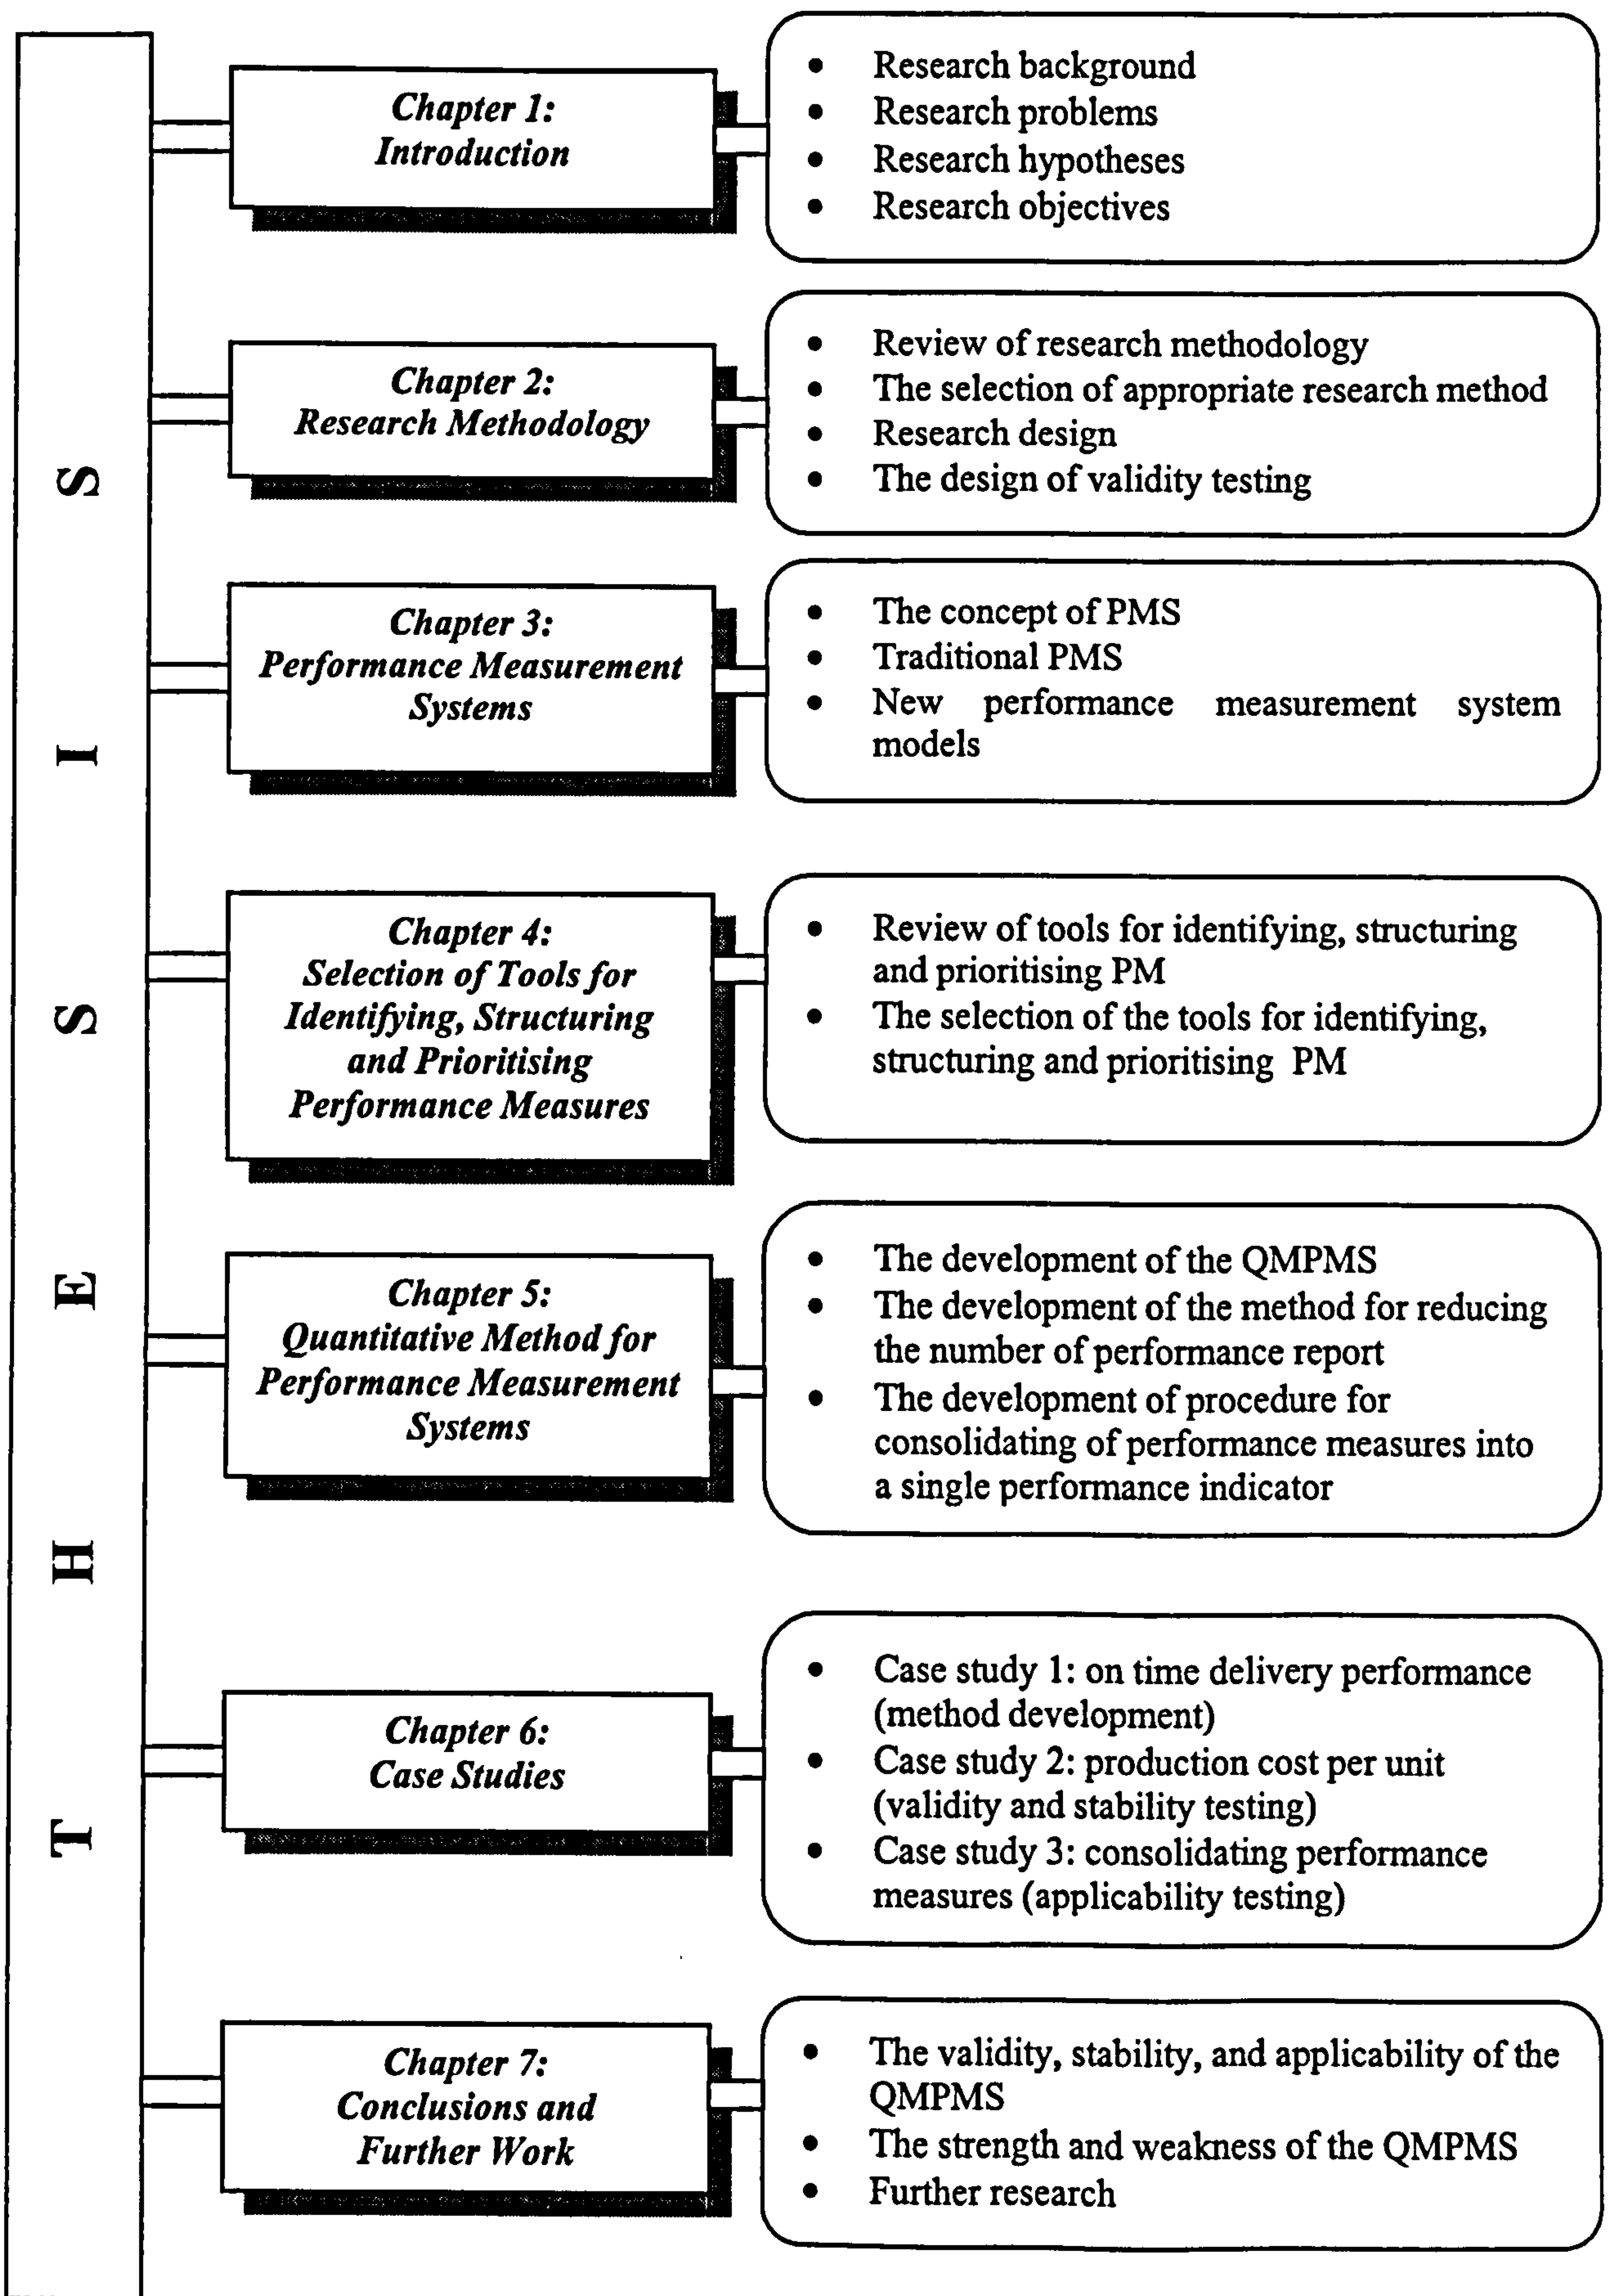 THESIS
Chapter 1:
Introduction
• Research background
• Research problems
• Research hypotheses
• Research objectives
Chapter 2:
Research Methodology
• Review of research methodology
• The selection of appropriate research method
• Research design
• The design of validity testing
Chapter 3:
Performance Measurement
Systems
• The concept of PMS
• Traditional PMS
• New performance measurement system
models
Chapter 4:
Selection of Tools for
Identifying, Structuring
and Prioritising
Performance Measures
• Review of tools for identifying, structuring
and prioritising PM
• The selection of the tools for identifying,
structuring and prioritising PM
Chapter 5:
Quantitative Method for
Performance Measurement
Systems
• The development of the QMPMS
• The development of the method for reducing
the number of performance report
• The development of procedure for
consolidating of performance measures into
a single performance indicator
Chapter 6:
Case Studies
• Case study 1: on time delivery performance
(method development)
• Case study 2: production cost per unit
(validity and stability testing)
• Case study 3: consolidating performance
measures (applicability testing)
Chapter 7:
Conclusions and
Further Work
• The validity, stability, and applicability of the
QMPMS
• The strength and weakness of the QMPMS
• Further research